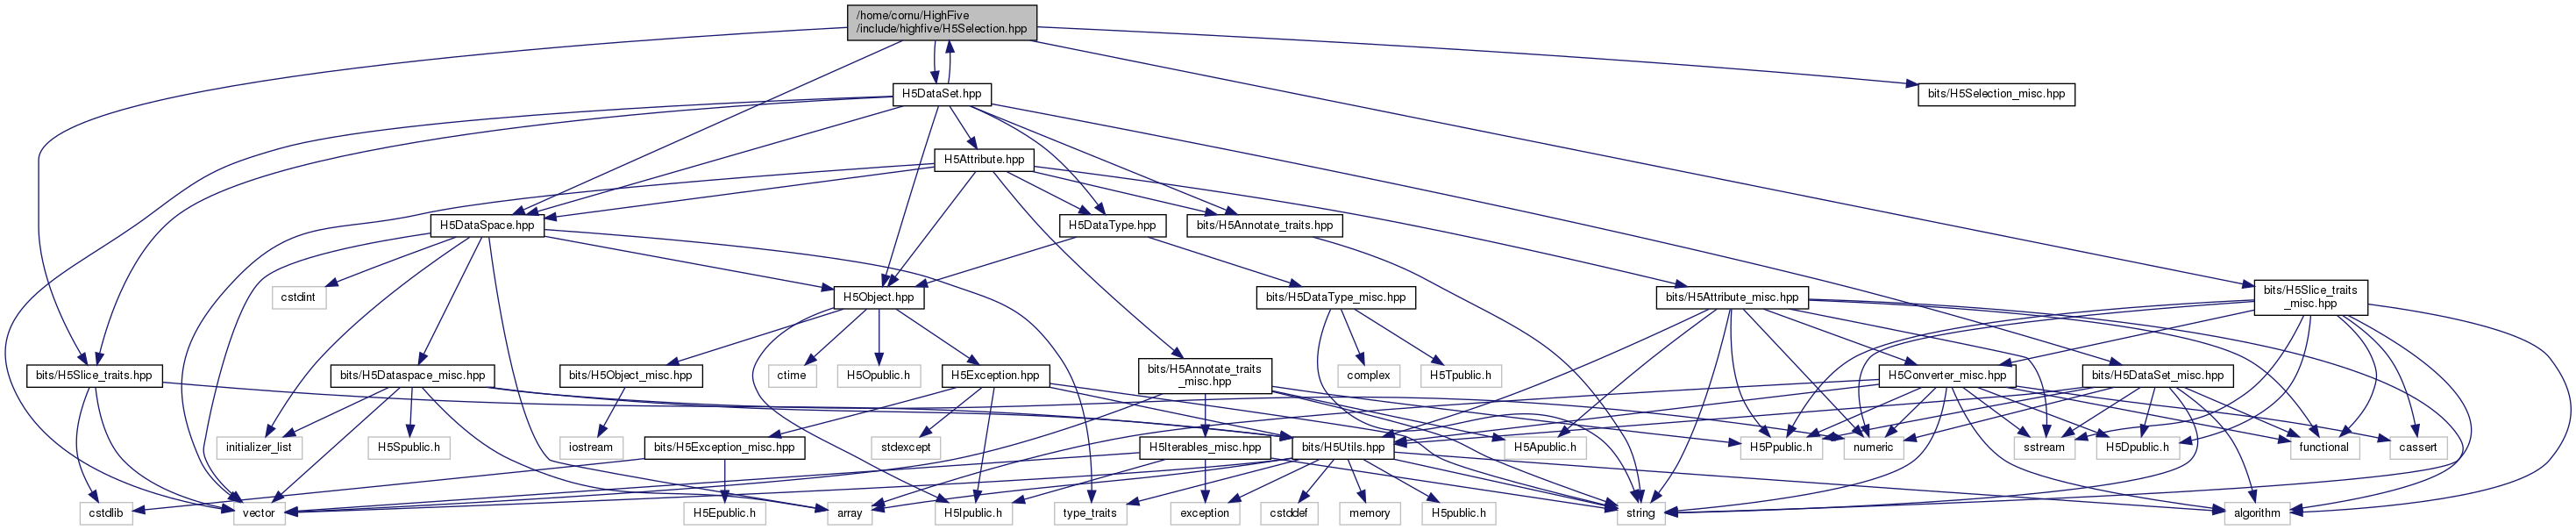 /home/cornu/HighFive
/include/highfive/H5Selection.hpp
H5DataSet.hpp
bits/H5Selection_misc.hpp
H5Attribute.hpp
H5DataSpace.hpp
H5DataType.hpp
bits/H5Annotate_traits.hpp
cstdint
H5Object.hpp
bits/H5DataType_misc.hpp
bits/H5Attribute_misc.hpp
bits/H5Slice_traits
_misc.hpp
bits/H5Slice_traits.hpp
bits/H5Dataspace_misc.hpp
bits/H5Object_misc.hpp
ctime
H5Opublic.h
H5Exception.hpp
bits/H5Annotate_traits
_misc.hpp
complex
H5Tpublic.h
H5Converter_misc.hpp
bits/H5DataSet_misc.hpp
initializer_list
H5Spublic.h
iostream
bits/H5Exception_misc.hpp
stdexcept
H5Iterables_misc.hpp
bits/H5Utils.hpp
H5Apublic.h
H5Ppublic.h
numeric
sstream
H5Dpublic.h
functional
cassert
cstdlib
vector
H5Epublic.h
array
H5Ipublic.h
type_traits
exception
cstddef
memory
H5public.h
string
algorithm